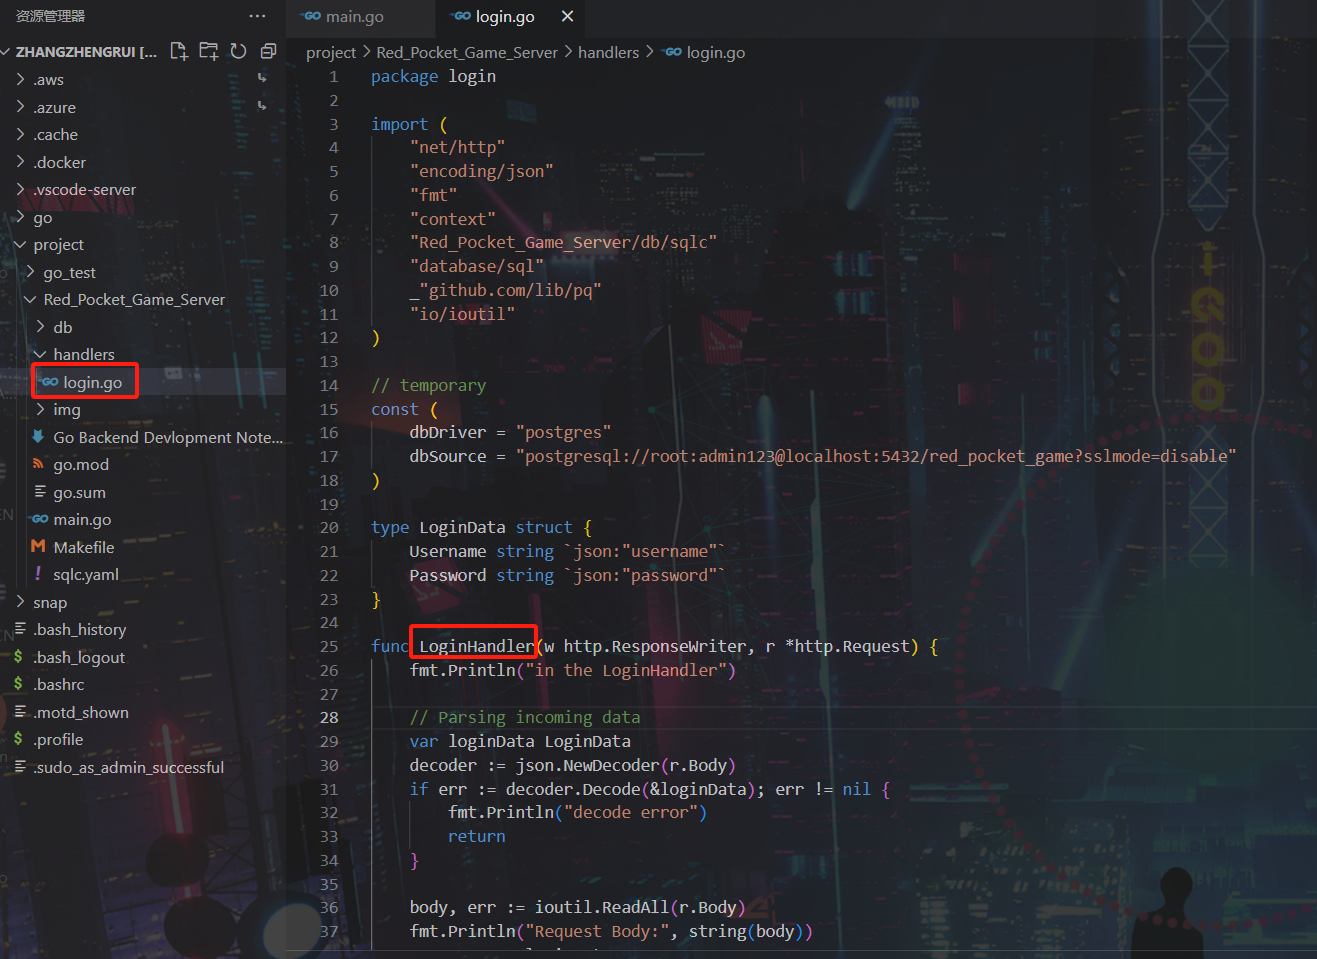 资源管理器
ZHANGZHENGRUI [...
.aws
.azure
.cache
.docker
.vscode-server
go
project
go_test
Red_Pocket_Game_Server
db
handlers
login.go
img
Go Backend Devlopment Note...
go.mod
go.sum
main.go
Makefile
sqlc.yaml
snap
.bash_history
.bash_logout
.bashrc
.motd_shown
.profile
.sudo_as_admin_successful
main.go
login.go
project > Red_Pocket_Game_Server > handlers > login.go
1 package login
2
3 import (
4 "net/http"
5 "encoding/json"
6 "fmt"
7 "context"
8 "Red_Pocket_Game_Server/db/sqlc"
9 "database/sql"
10 _"github.com/lib/pq"
11 "io/ioutil"
12 )
13
14 // temporary
15 const (
16 dbDriver = "postgres"
17 dbSource = "postgresql://root:admin123@localhost:5432/red_pocket_game?sslmode=disable"
18 )
19
20 type LoginData struct {
21 Username string `json:"username"`
22 Password string `json:"password"`
23 }
24
25 func LoginHandler(w http.ResponseWriter, r *http.Request) {
26 fmt.Println("in the LoginHandler")
27
28 // Parsing incoming data
29 var loginData LoginData
30 decoder := json.NewDecoder(r.Body)
31 if err := decoder.Decode(&loginData); err != nil {
32 fmt.Println("decode error")
33 return
34 }
35
36 body, err := ioutil.ReadAll(r.Body)
37 fmt.Println("Request Body:", string(body))